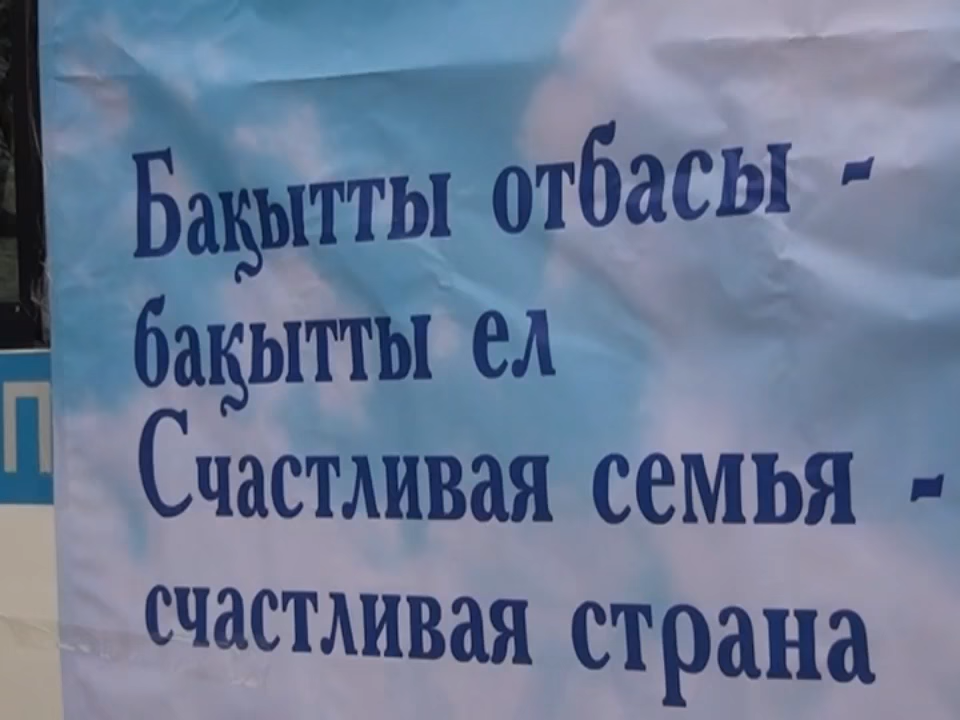 Бақытты отбасы -
бақытты ел
Счастливая семья -
счастливая страна